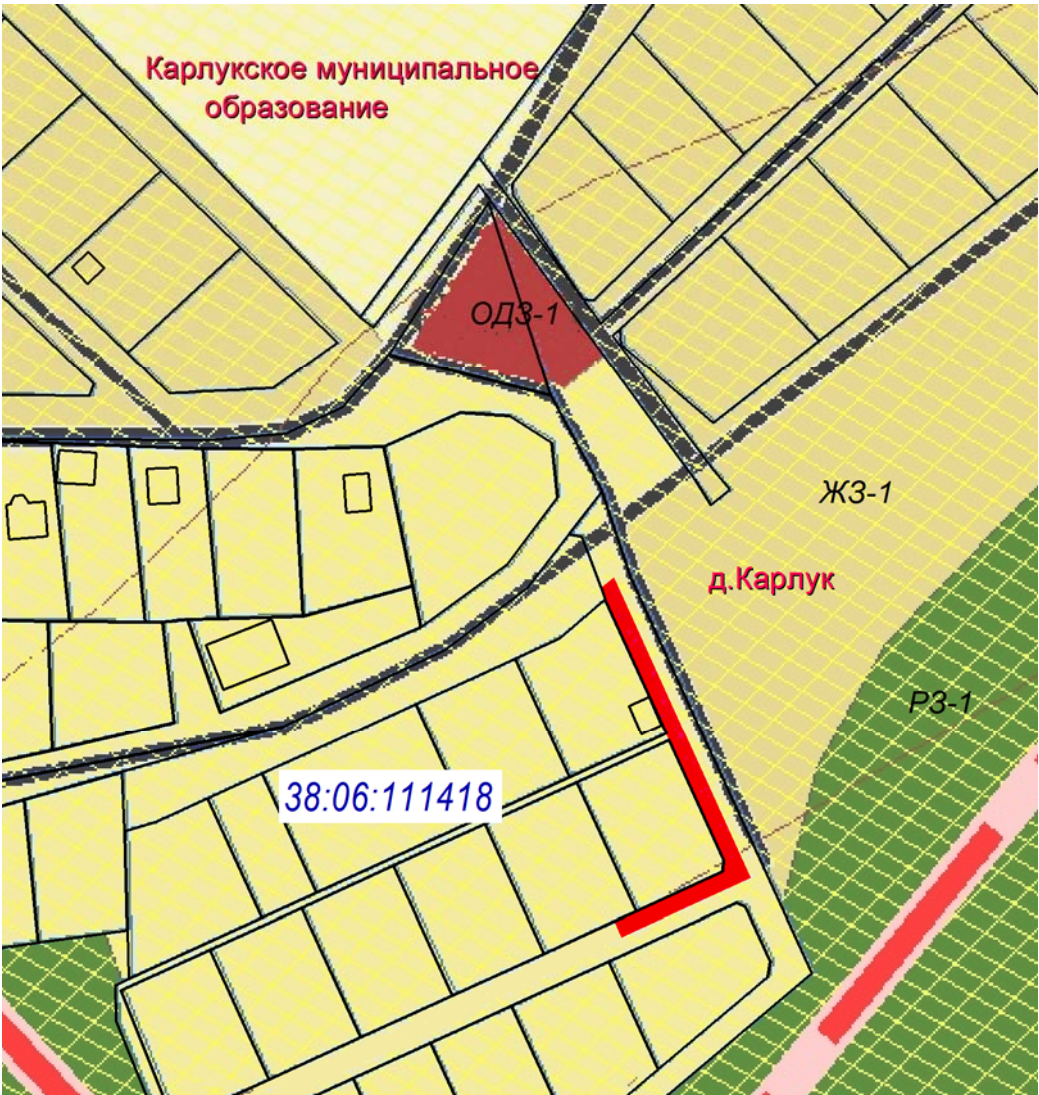 Карлукское муниципальное
образование
ОДЗ-1
ЖЗ-1
д.Карлук
РЗ-1
38:06:111418